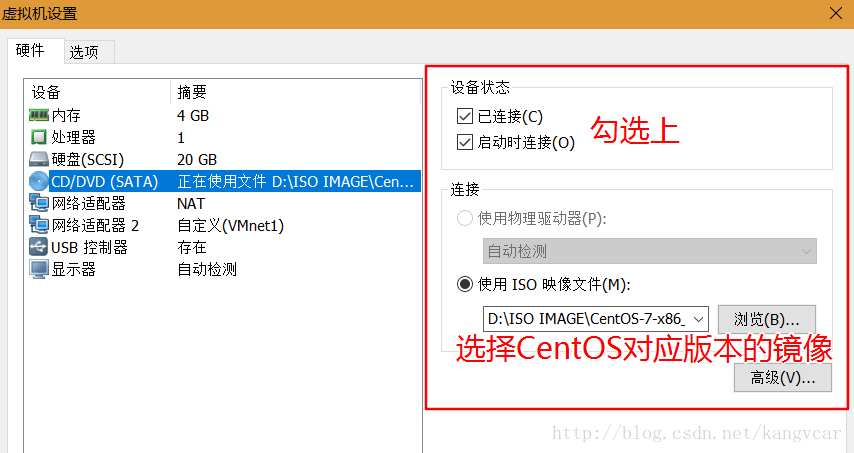 虚拟机设置
硬件 选项
设备 摘要
内存 4 GB
处理器 1
硬盘(SCSI) 20 GB
CD/DVD (SATA) 正在使用文件 D:\ISO IMAGE\Cen...
网络适配器 NAT
网络适配器 2 自定义(VMnet1)
USB 控制器 存在
显示器 自动检测
设备状态
已连接(C)
启动时连接(O)
勾选上
连接
使用物理驱动器(P):
自动检测
使用 ISO 映像文件(M):
D:\ISO IMAGE\CentOS-7-x86_ 浏览(B)...
选择CentOS对应版本的镜像
高级(V)...
http://blog.csdn.net/kangvcar